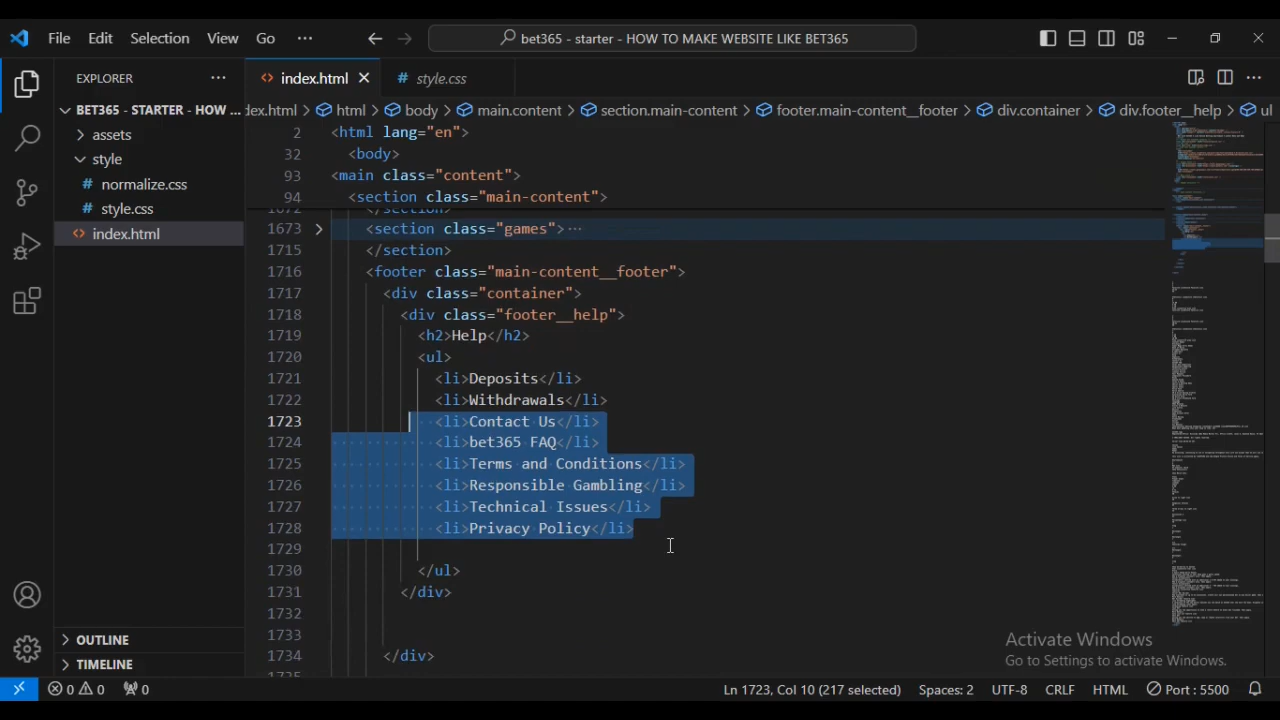 File Edit Selection View Go ··· bet365 - starter - HOW TO MAKE WEBSITE LIKE BET365
EXPLORER ··· index.html # style.css ···
BET365 - STARTER - HOW ...
dex.html > html > body > main.content > section.main-content > footer.main-content__footer > div.container > div.footer__help > ul
assets
style
# normalize.css
# style.css
<> index.html
2 <html lang="en">
32 <body>
93 <main class="content">
94 <section class="main-content">
1672 </section>
1673 <section class="games">···
1715 </section>
1716 <footer class="main-content__footer">
1717 <div class="container">
1718 <div class="footer__help">
1719 <h2>Help</h2>
1720 <ul>
1721 <li>Deposits</li>
1722 <li>Withdrawals</li>
1723 <li>Contact Us</li>
1724 <li>bet365 FAQ</li>
1725 <li>Terms and Conditions</li>
1726 <li>Responsible Gambling</li>
1727 <li>Technical Issues</li>
1728 <li>Privacy Policy</li>
1729
1730 </ul>
1731 </div>
1732
1733
1734 </div>
OUTLINE
TIMELINE
Activate Windows
Go to Settings to activate Windows.
0 0 0 Ln 1723, Col 10 (217 selected) Spaces: 2 UTF-8 CRLF HTML Port : 5500